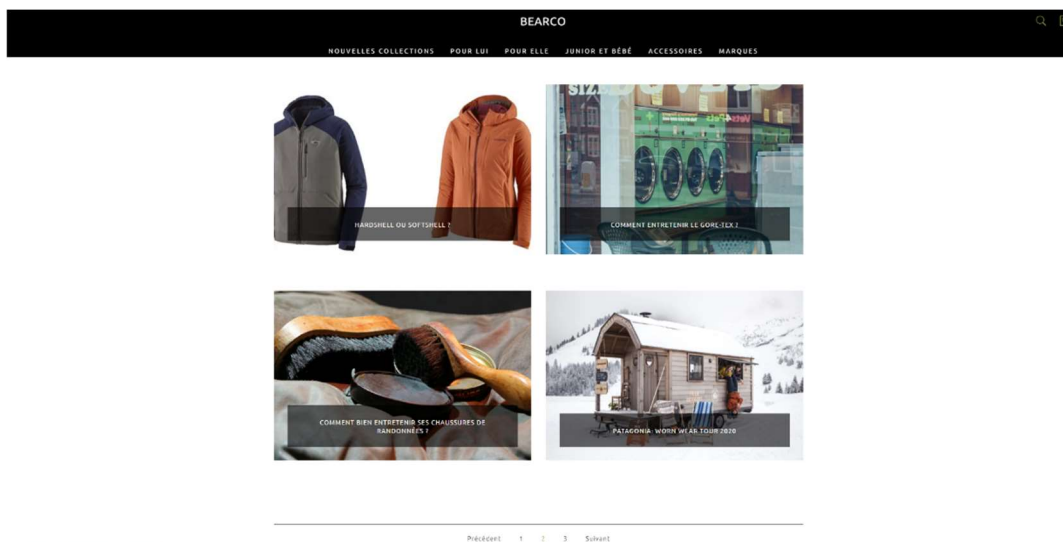 BEARCO
NOUVELLES COLLECTIONS POUR LUI POUR ELLE JUNIOR ET BÉBÉ ACCESSOIRES MARQUES
HARDSHELL OU SOFTSHELL ?
COMMENT ENTRETENIR LE GORE-TEX ?
COMMENT BIEN ENTRETENIR SES CHAUSSURES DE
RANDONNÉES ?
PATAGONIA: WORN WEAR TOUR 2020
Précédent 1 2 3 Suivant